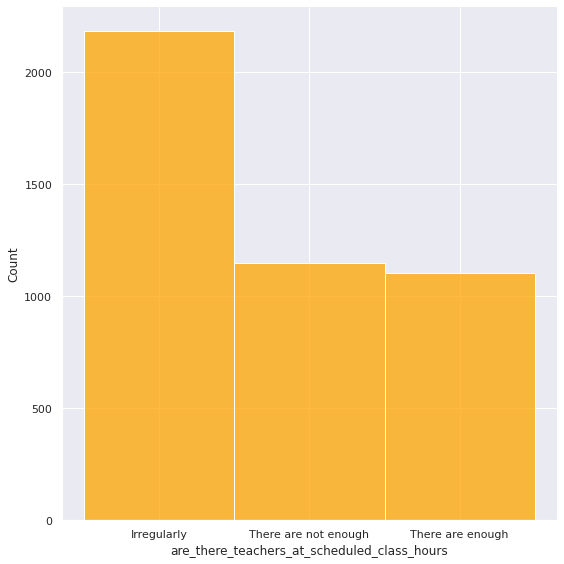 2000
1500
1000
500
0
Count
Irregularly
There are not enough
There are enough
are_there_teachers_at_scheduled_class_hours